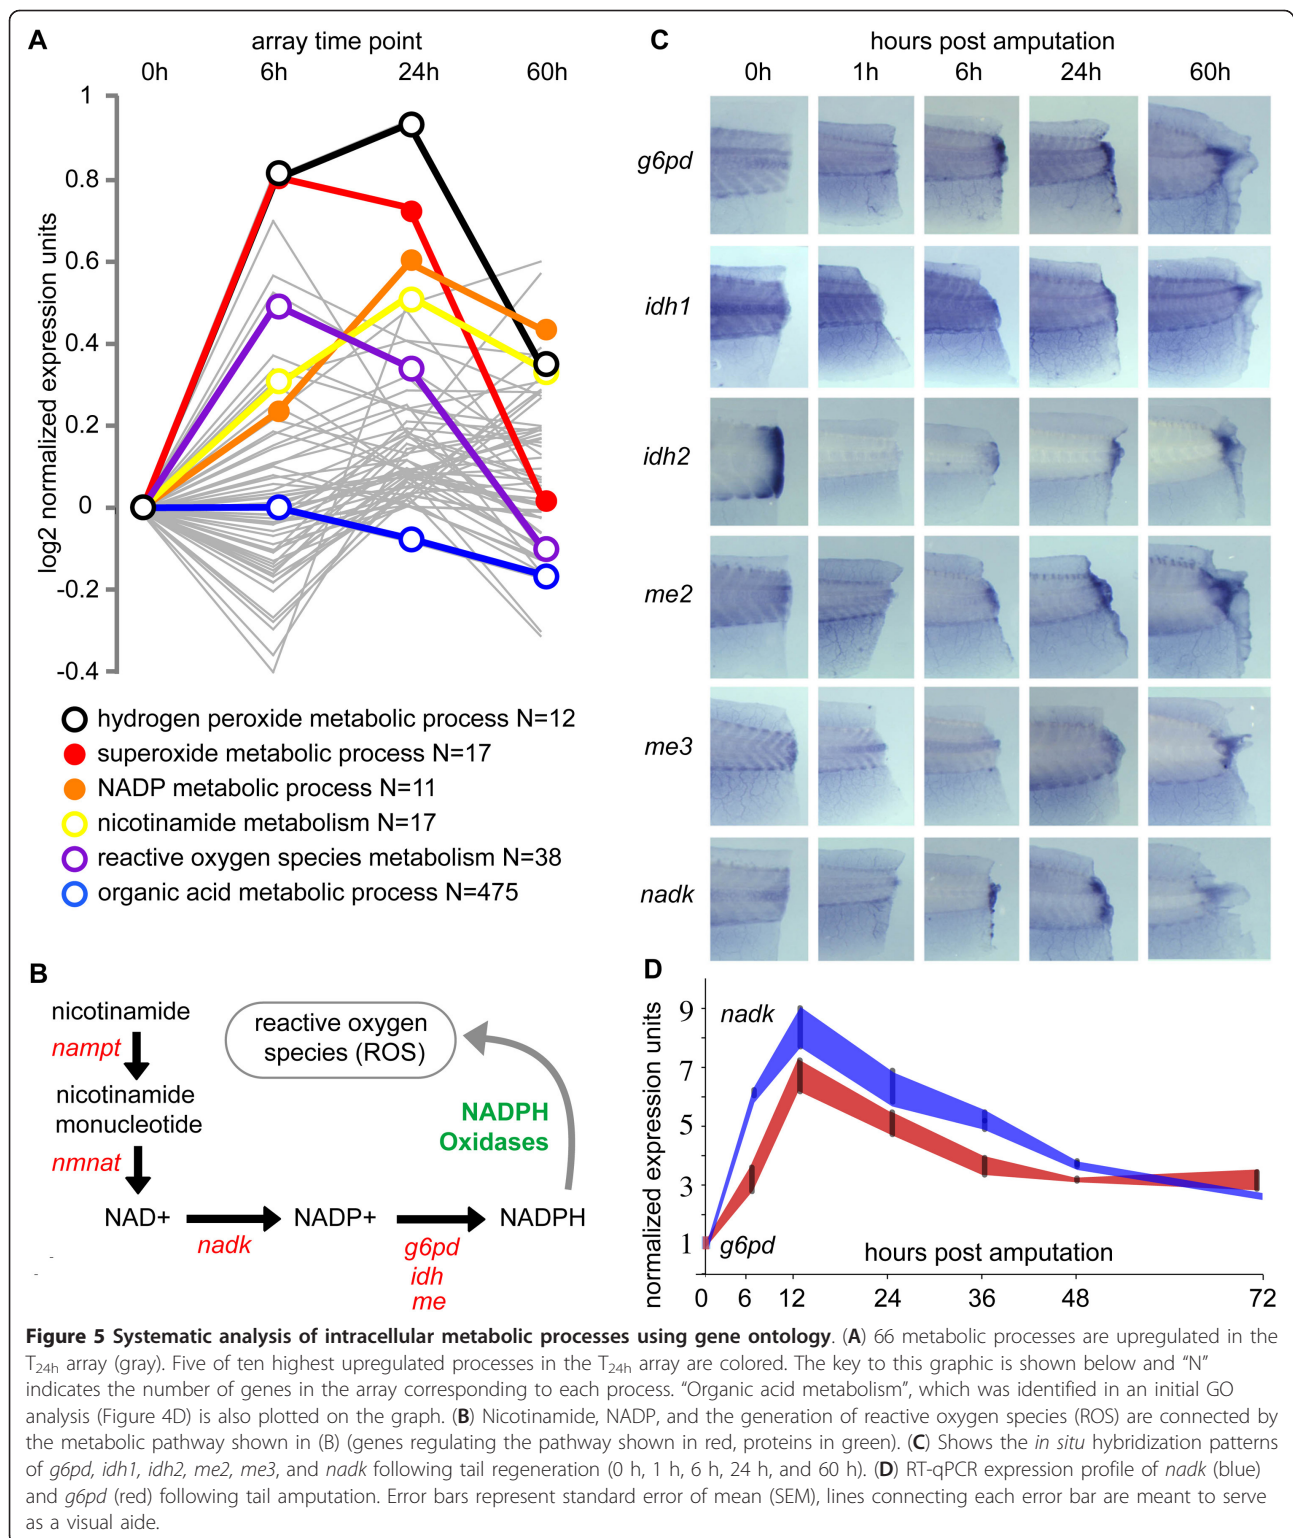 A
array time point
0h 6h 24h 60h
log2 normalized expression units
1
0.8
0.6
0.4
0.2
0
-0.2
-0.4
hydrogen peroxide metabolic process N=12
superoxide metabolic process N=17
NADP metabolic process N=11
nicotinamide metabolism N=17
reactive oxygen species metabolism N=38
organic acid metabolic process N=475
B
nicotinamide
nampt
nicotinamide
monucleotide
nmnat
NAD+
nadk
NADP+
g6pd
idh
me
NADPH
NADPH
Oxidases
reactive oxygen
species (ROS)
C
hours post amputation
0h 1h 6h 24h 60h
g6pd
idh1
idh2
me2
me3
nadk
D
normalized expression units
9
7
5
3
1
nadk
g6pd
hours post amputation
0 6 12 24 36 48 72
Figure 5 Systematic analysis of intracellular metabolic processes using gene ontology. (A) 66 metabolic processes are upregulated in the
T24h array (gray). Five of ten highest upregulated processes in the T24h array are colored. The key to this graphic is shown below and “N”
indicates the number of genes in the array corresponding to each process. “Organic acid metabolism”, which was identified in an initial GO
analysis (Figure 4D) is also plotted on the graph. (B) Nicotinamide, NADP, and the generation of reactive oxygen species (ROS) are connected by
the metabolic pathway shown in (B) (genes regulating the pathway shown in red, proteins in green). (C) Shows the in situ hybridization patterns
of g6pd, idh1, idh2, me2, me3, and nadk following tail regeneration (0 h, 1 h, 6 h, 24 h, and 60 h). (D) RT-qPCR expression profile of nadk (blue)
and g6pd (red) following tail amputation. Error bars represent standard error of mean (SEM), lines connecting each error bar are meant to serve
as a visual aide.